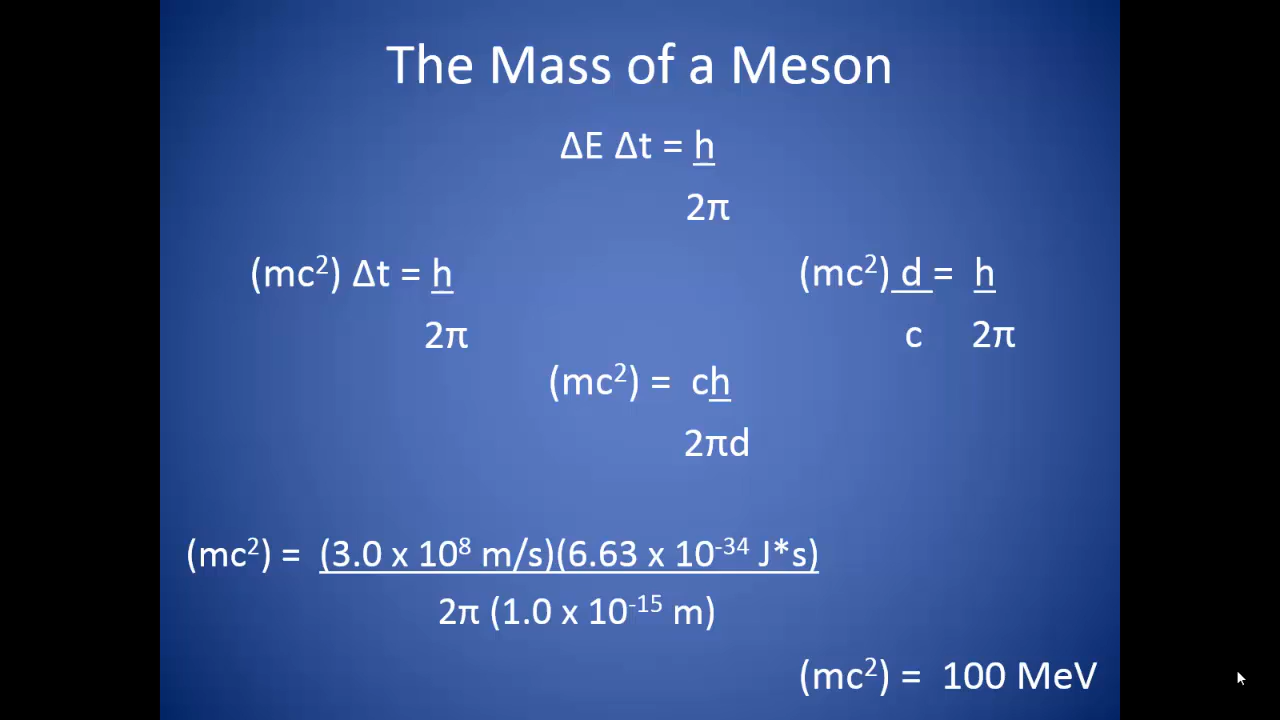 The Mass of a Meson
ΔE Δt = h
2π
(mc²) Δt = h
2π
(mc²) d = h
c 2π
(mc²) = ch
2πd
(mc²) = (3.0 x 10⁸ m/s)(6.63 x 10⁻³⁴ J*s)
2π (1.0 x 10⁻¹⁵ m)
(mc²) = 100 MeV